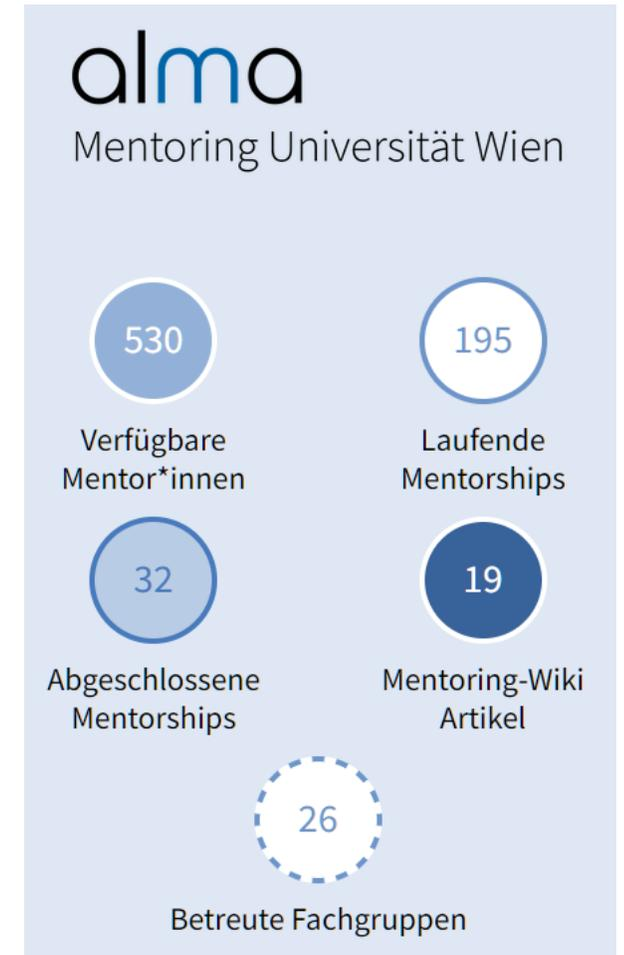 alma
Mentoring Universität Wien
530
Verfügbare
Mentor*innen
195
Laufende
Mentorships
32
Abgeschlossene
Mentorships
19
Mentoring-Wiki
Artikel
26
Betreute Fachgruppen